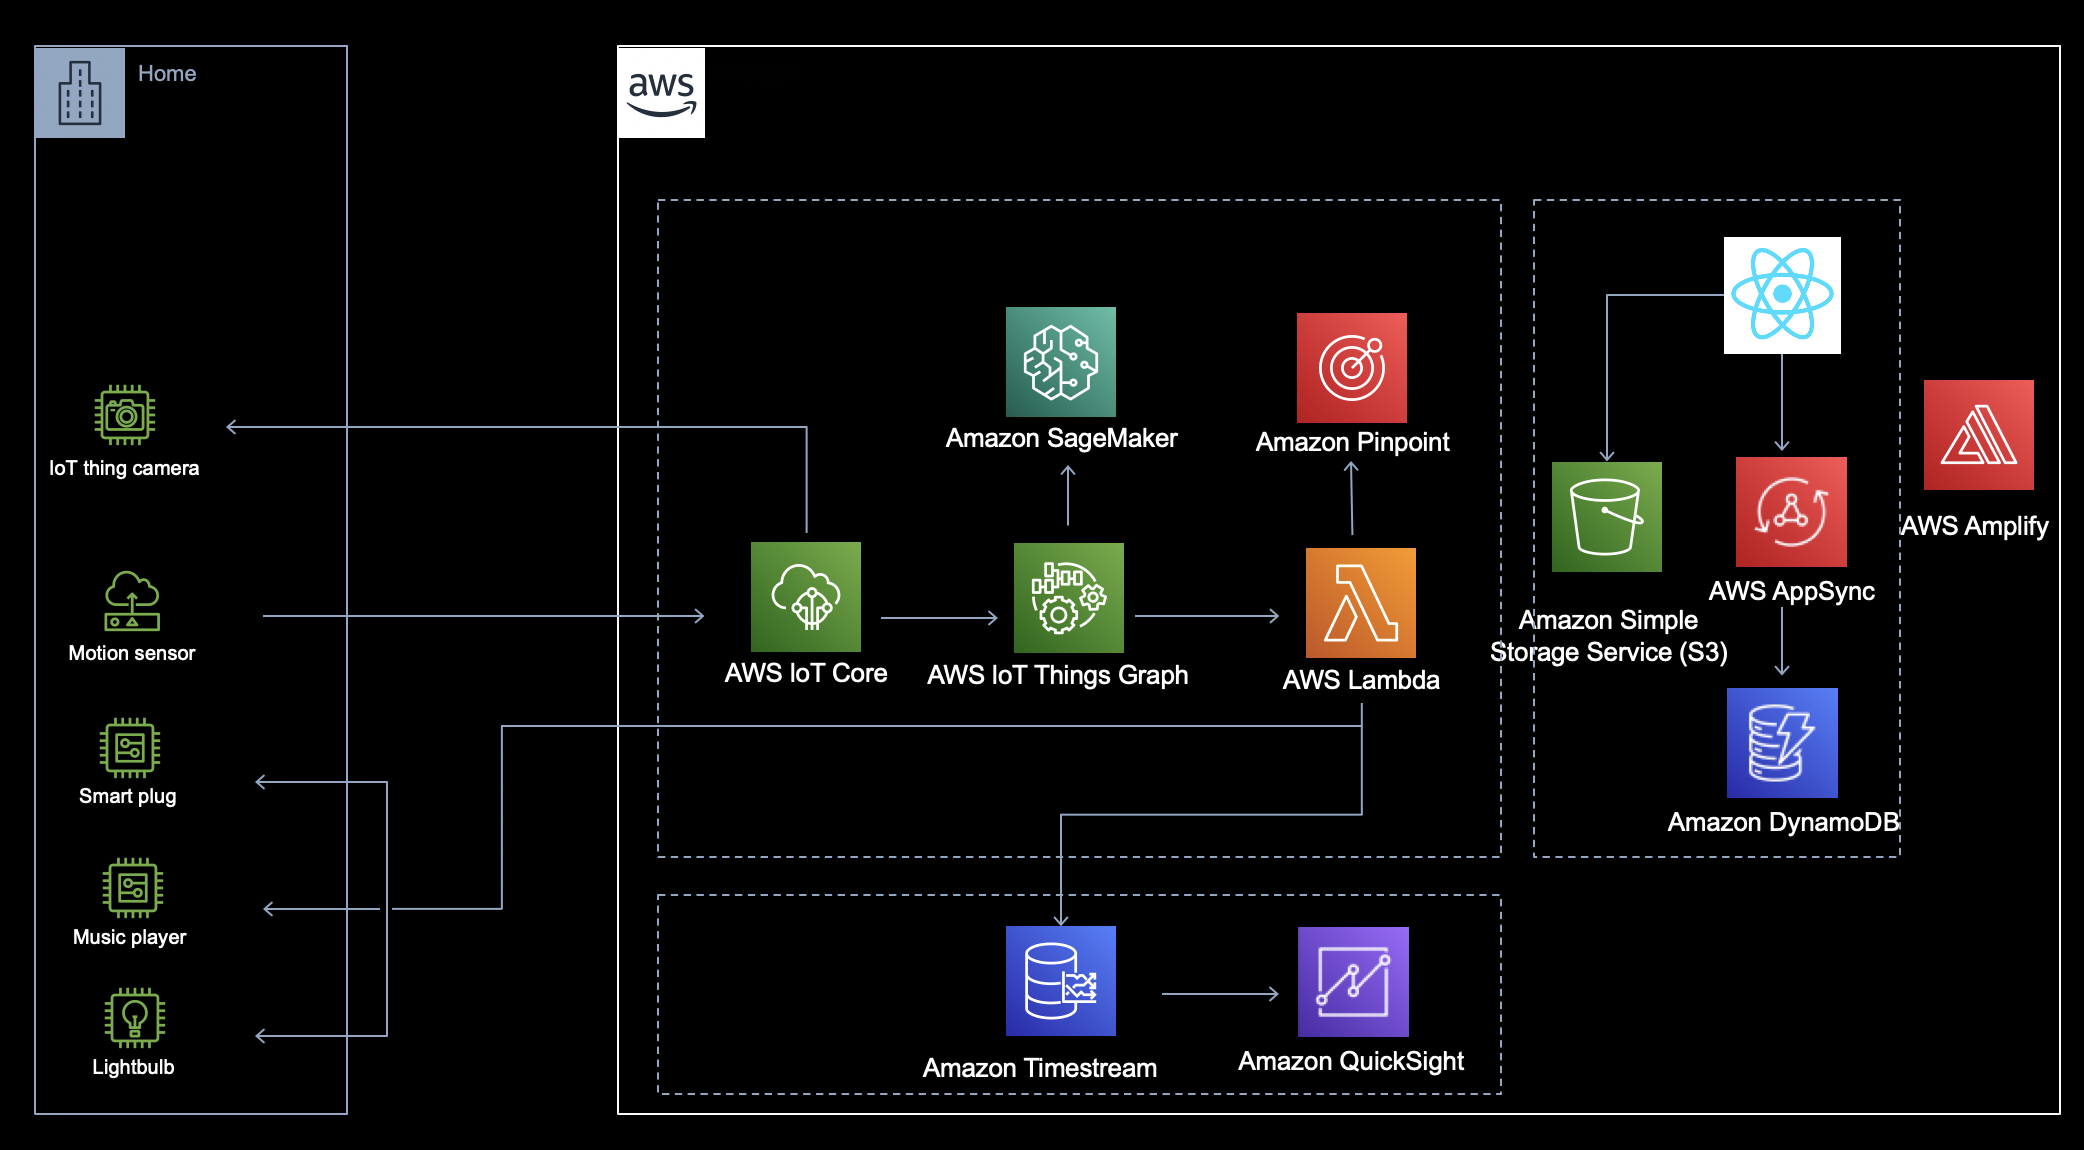 Home
aws
IoT thing camera
Motion sensor
Smart plug
Music player
Lightbulb
Amazon SageMaker
Amazon Pinpoint
AWS IoT Core
AWS IoT Things Graph
AWS Lambda
Amazon Timestream
Amazon QuickSight
Amazon Simple
Storage Service (S3)
AWS AppSync
Amazon DynamoDB
AWS Amplify